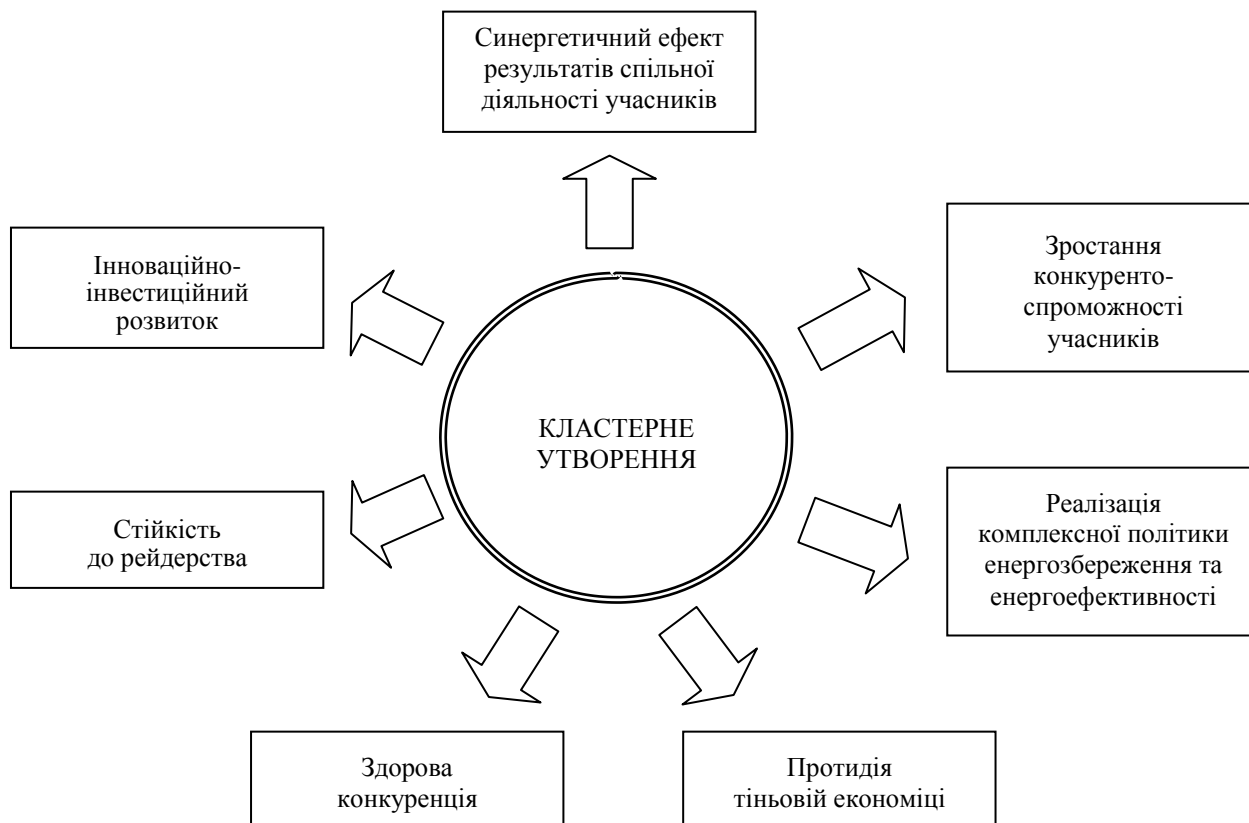 Синергетичний ефект
результатів спільної
діяльності учасників
Інноваційно-
інвестиційний
розвиток
Зростання
конкуренто-
спроможності
учасників
КЛАСТЕРНЕ
УТВОРЕННЯ
Стійкість
до рейдерства
Реалізація
комплексної політики
енергозбереження та
енергоефективності
Здорова
конкуренція
Протидія
тіньовій економіці